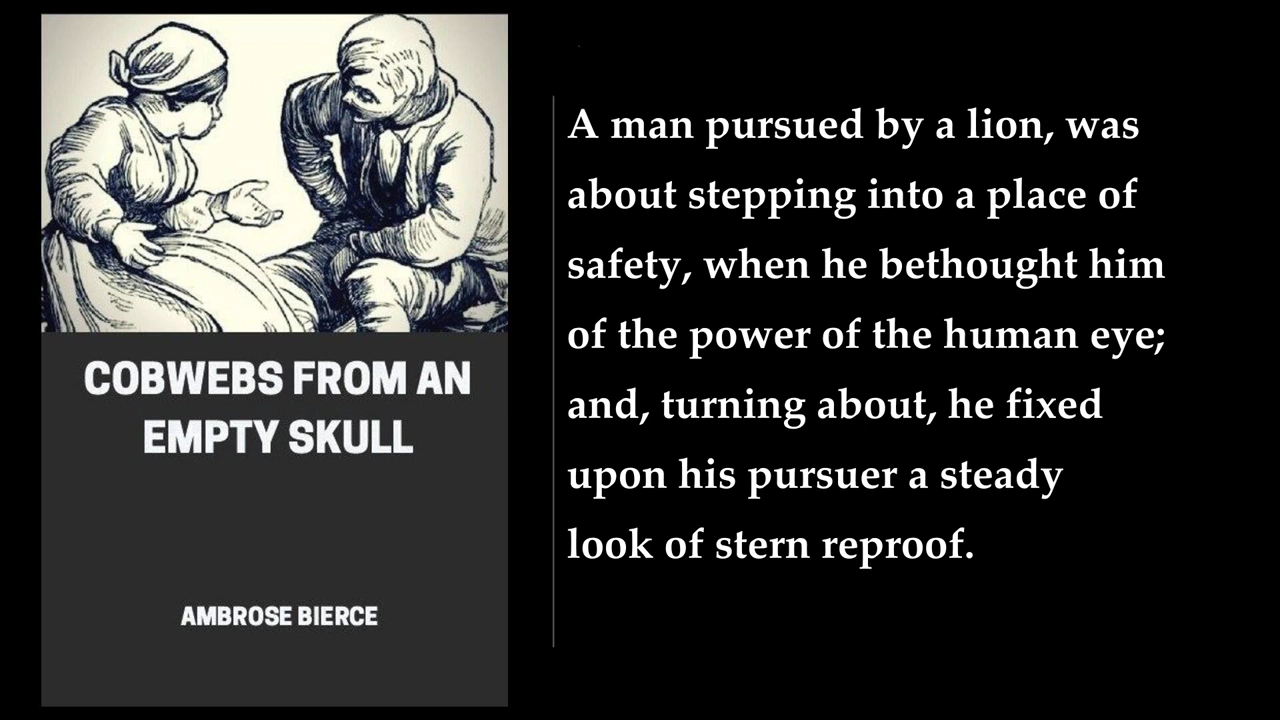 COBWEBS FROM AN
EMPTY SKULL
AMBROSE BIERCE
A man pursued by a lion, was
about stepping into a place of
safety, when he bethought him
of the power of the human eye;
and, turning about, he fixed
upon his pursuer a steady
look of stern reproof.